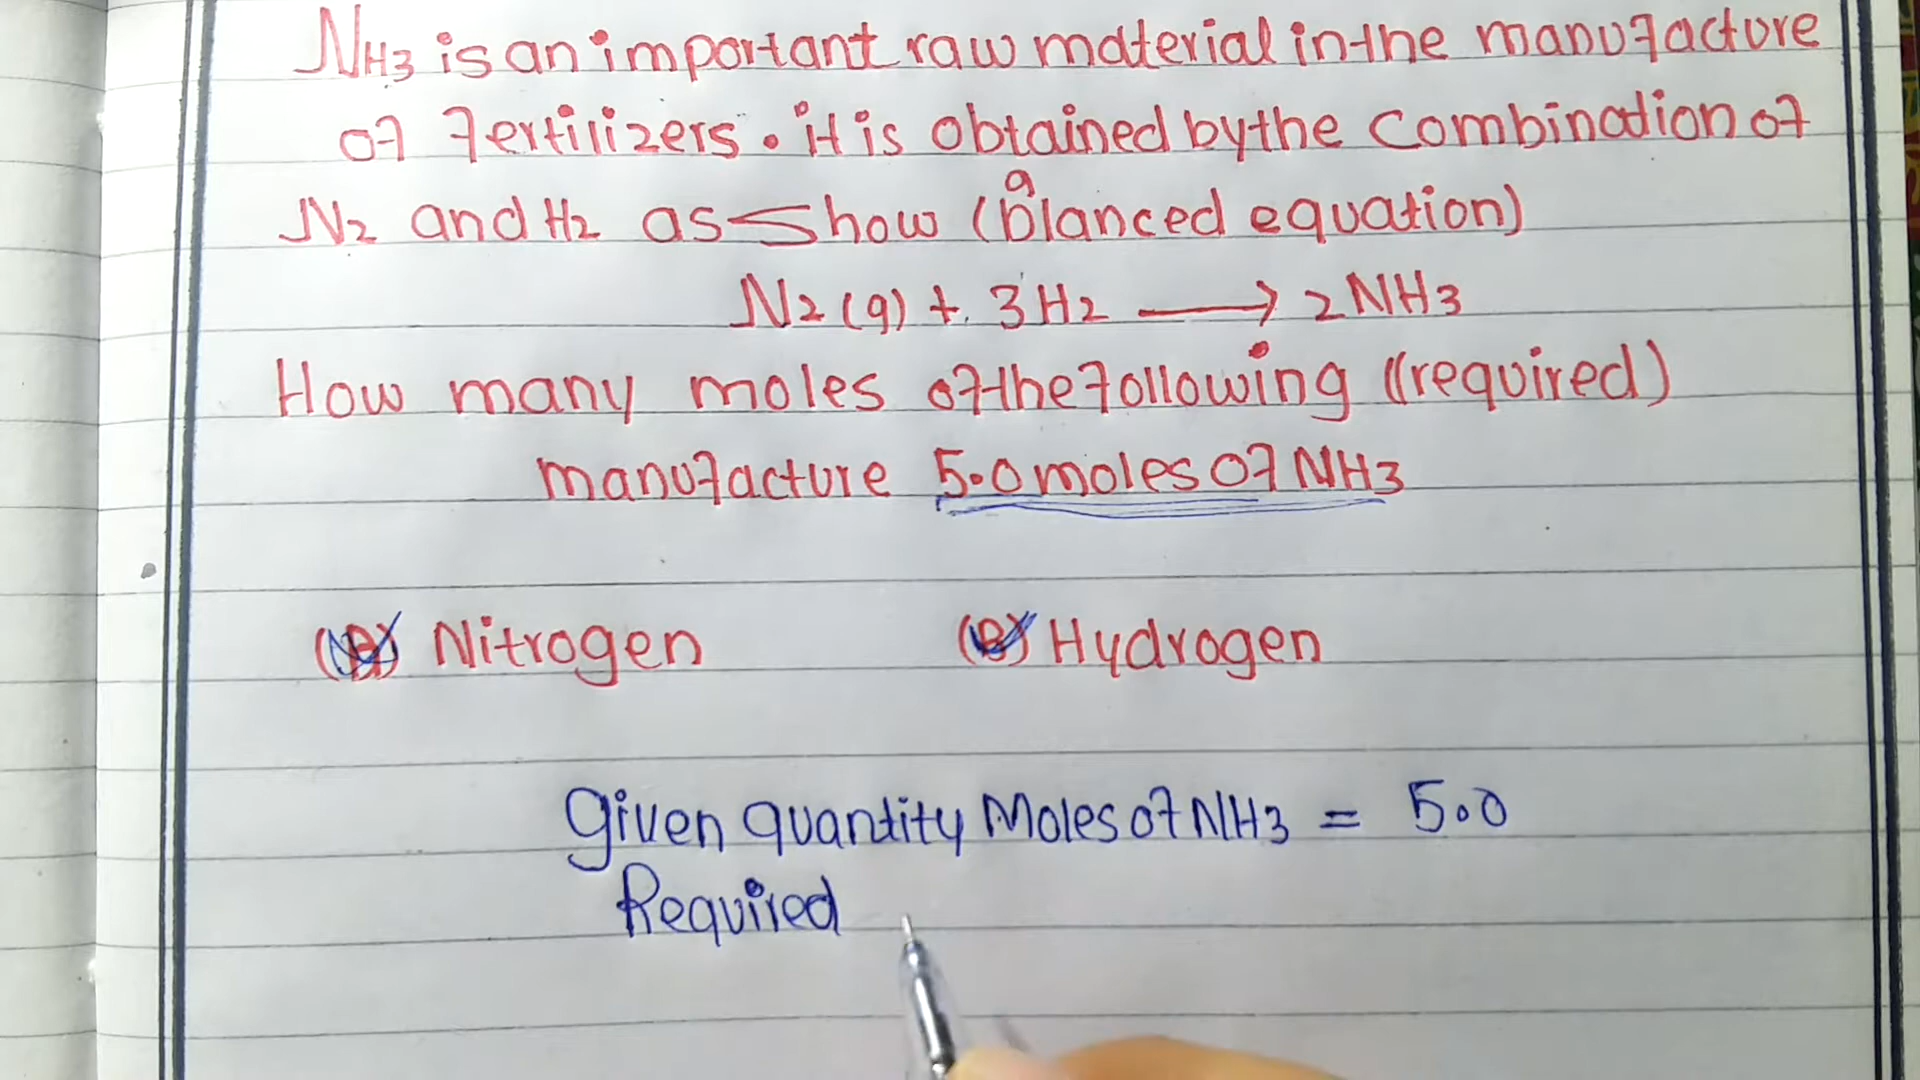 NH3 is an important raw material in the manufacture
of fertilizers. it is obtained by the combination of
N2 and H2 as show (balanced equation)
N2 (g) + 3H2 → 2NH3
How many moles of the following (required)
manufacture 5.0 moles of NH3
Nitrogen (B) Hydrogen
Given quantity Moles of NH3 = 5.0
Required